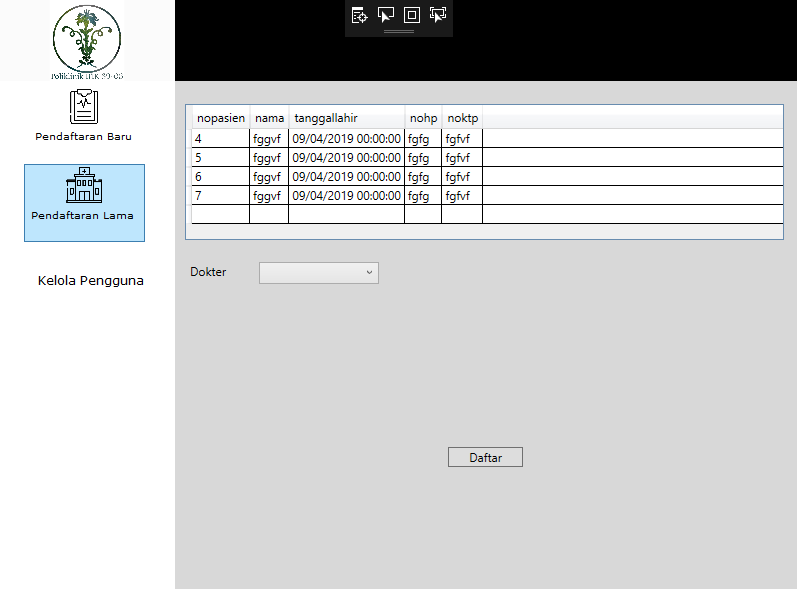 Poliklinik
Pendaftaran Baru
Pendaftaran Lama
Kelola Pengguna
nopasien nama tanggallahir nohp noktp
4 fggvf 09/04/2019 00:00:00 fgfg fgfvf
5 fggvf 09/04/2019 00:00:00 fgfg fgfvf
6 fggvf 09/04/2019 00:00:00 fgfg fgfvf
7 fggvf 09/04/2019 00:00:00 fgfg fgfvf
Dokter
Daftar